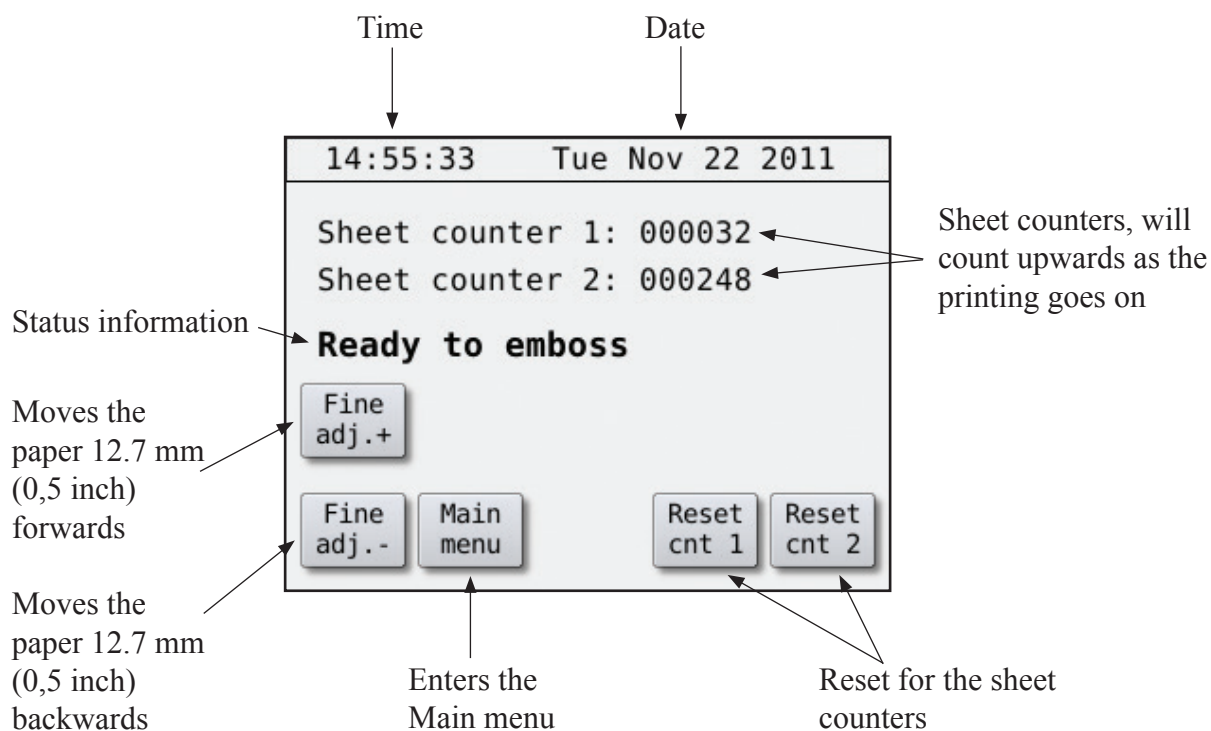 Time
Date
14:55:33 Tue Nov 22 2011
Sheet counter 1: 000032
Sheet counter 2: 000248
Sheet counters, will
count upwards as the
printing goes on
Status information
Ready to emboss
Moves the
paper 12.7 mm
(0,5 inch)
forwards
Fine
adj.+
Moves the
paper 12.7 mm
(0,5 inch)
backwards
Fine
adj.-
Main
menu
Reset
cnt 1
Reset
cnt 2
Enters the
Main menu
Reset for the sheet
counters